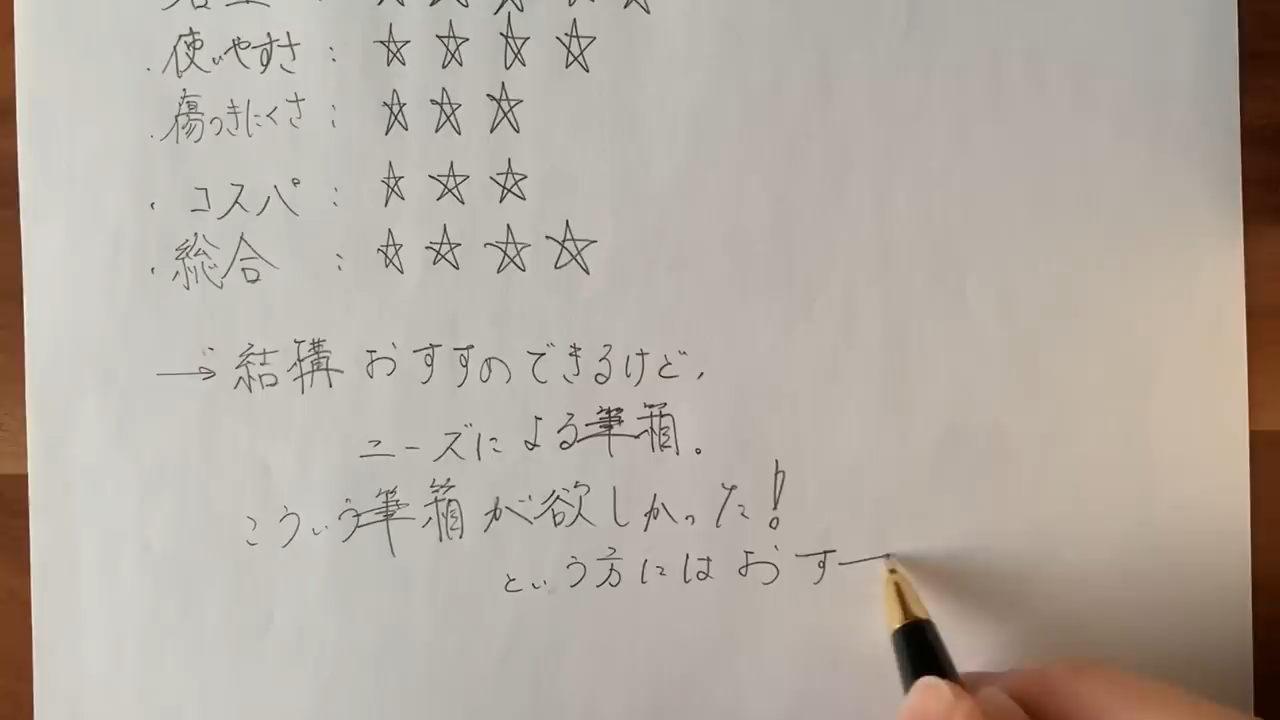 ・使いやすさ：☆☆☆☆
・傷つきにくさ：☆☆☆
・コスパ：☆☆☆
・総合：☆☆☆☆
→結構おすすめできるけど、
ニーズによる筆箱。
こういう筆箱が欲しかった!
という方にはおす